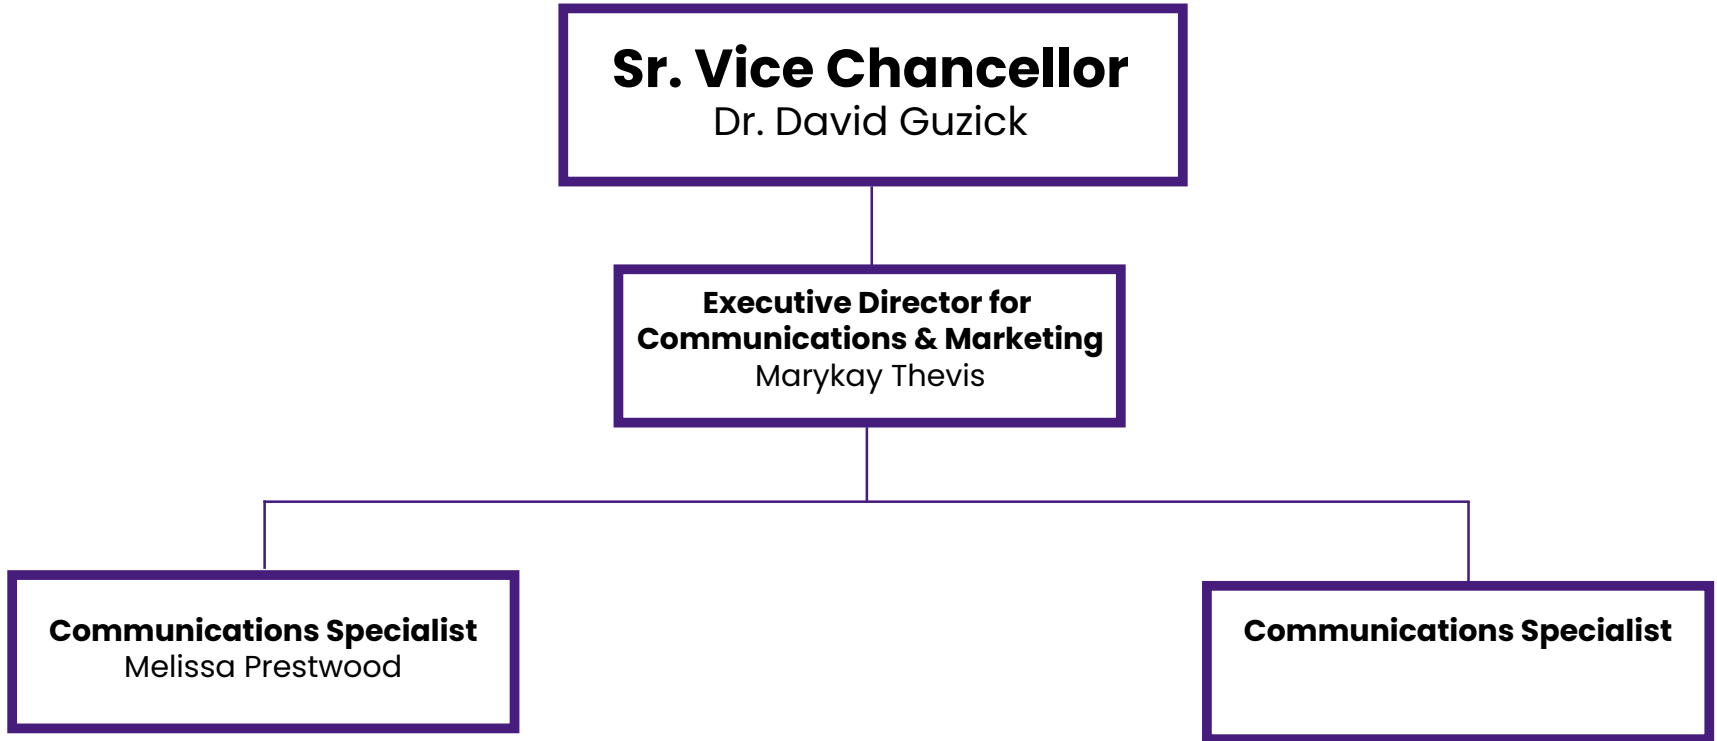 Sr. Vice Chancellor
Dr. David Guzick
Executive Director for
Communications & Marketing
Marykay Thevis
Communications Specialist
Melissa Prestwood
Communications Specialist